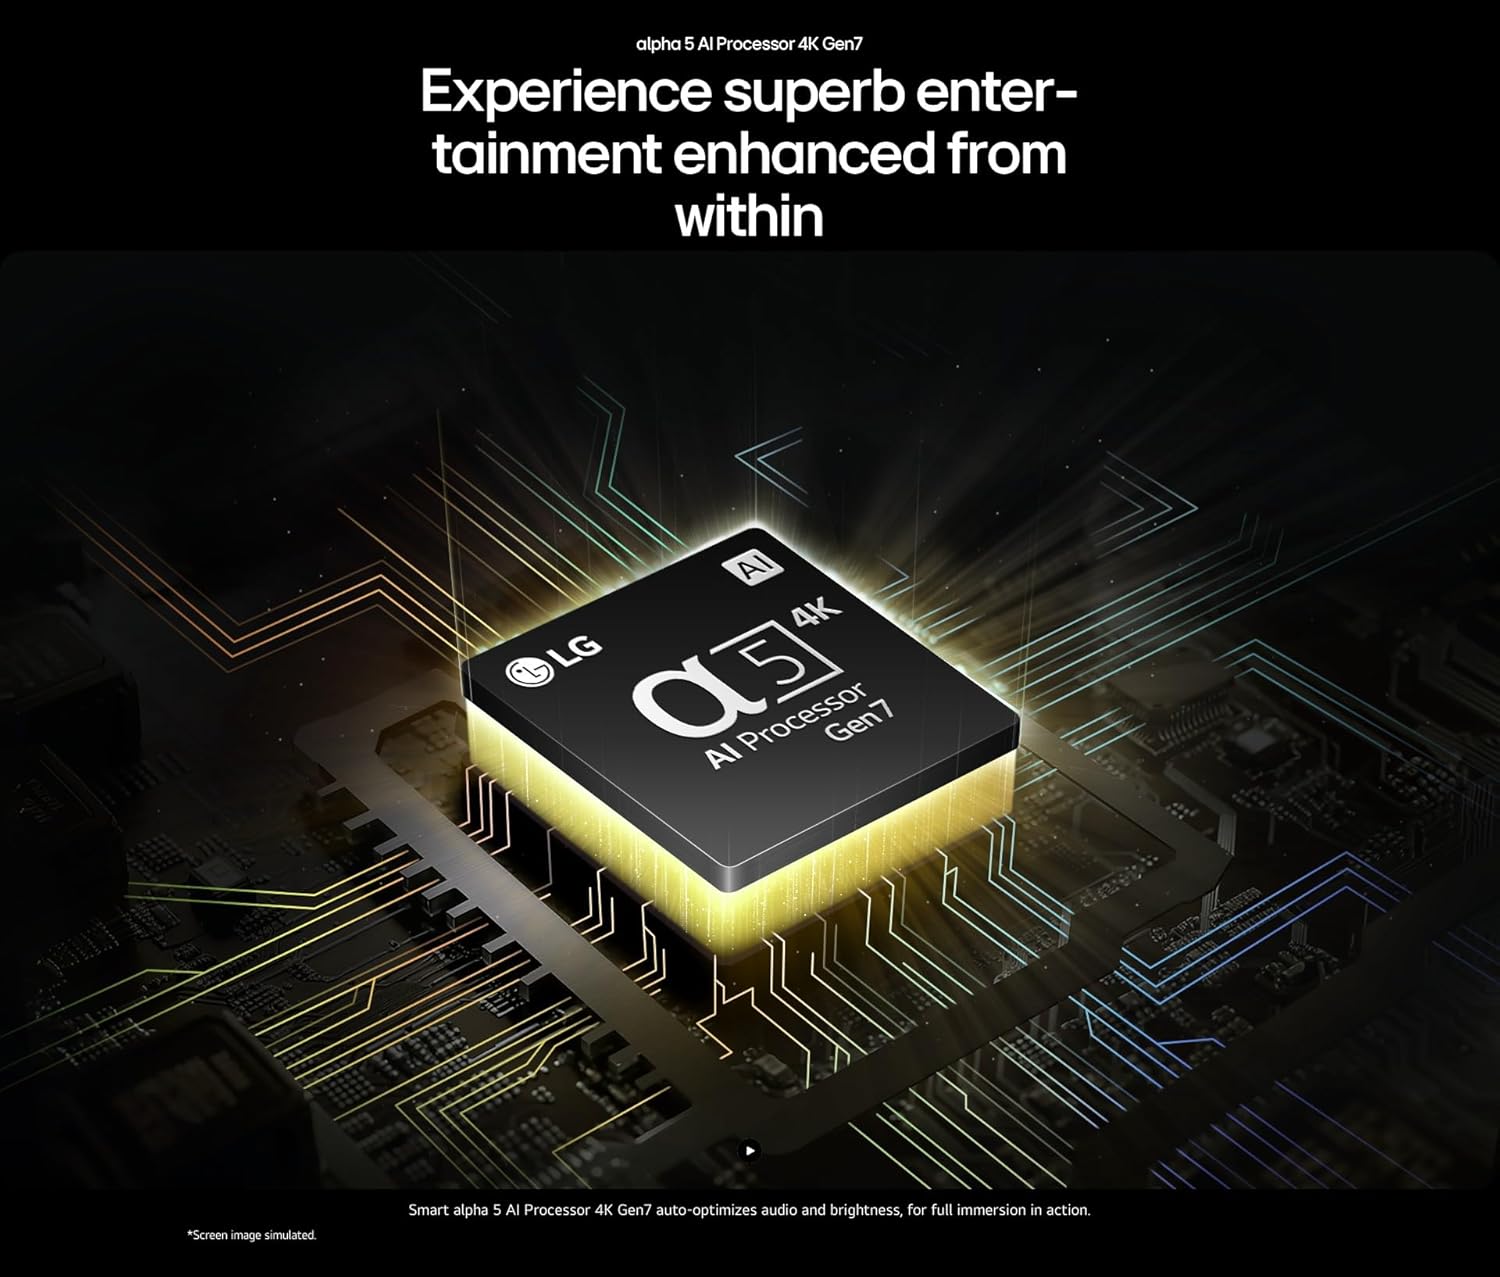 alpha 5 AI Processor 4K Gen7
Experience superb enter-
tainment enhanced from
within
AI
LG
α5 4K
AI Processor
Gen7
Smart alpha 5 AI Processor 4K Gen7 auto-optimizes audio and brightness, for full immersion in action.
*Screen image simulated.